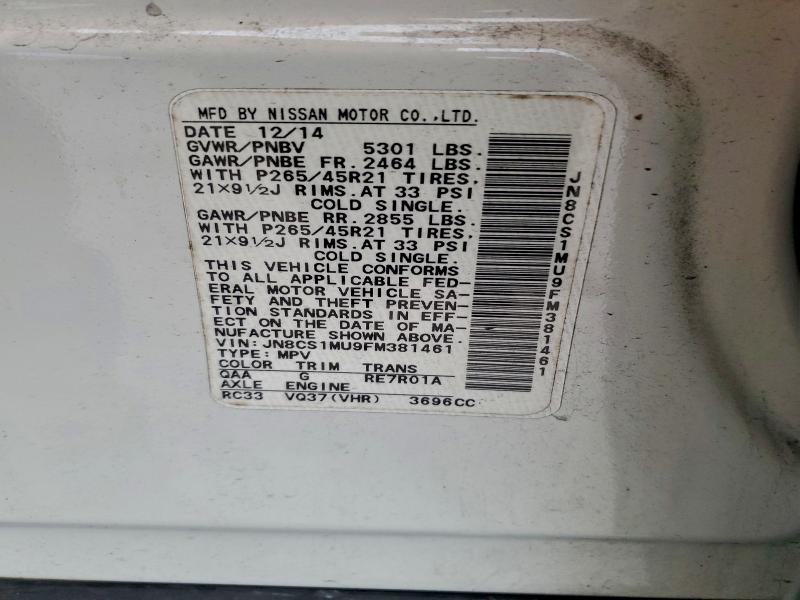 MFD BY NISSAN MOTOR CO.,LTD.
DATE 12/14
GVWR/PNBV 5301 LBS.
GAWR/PNBE FR. 2464 LBS.
WITH P265/45R21 TIRES.
21×9½J RIMS.AT 33 PSI
COLD SINGLE.
GAWR/PNBE RR. 2855 LBS.
WITH P265/45R21 TIRES.
21×9½J RIMS.AT 33 PSI
COLD SINGLE.
THIS VEHICLE CONFORMS
TO ALL APPLICABLE FED-
ERAL MOTOR VEHICLE SA-
FETY AND THEFT PREVEN-
TION STANDARDS IN EFF-
ECT ON THE DATE OF MA-
NUFACTURE SHOWN ABOVE.
VIN: JN8CS1MU9FM381461
TYPE: MPV
COLOR TRIM TRANS
QAA G RE7R01A
AXLE ENGINE
RC33 VQ37(VHR) 3696CC
JN8CS1MU9FM381461